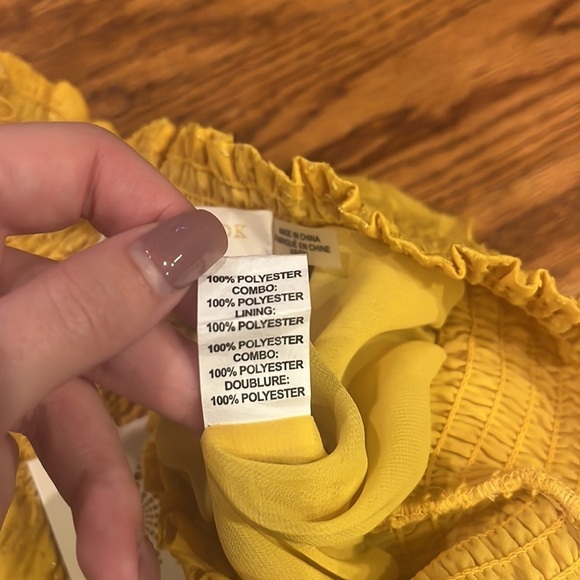 OK
MADE IN CHINA
FABRIQUÉ EN CHINE
100% POLYESTER
COMBO:
100% POLYESTER
LINING:
100% POLYESTER
100% POLYESTER
COMBO:
100% POLYESTER
DOUBLURE:
100% POLYESTER